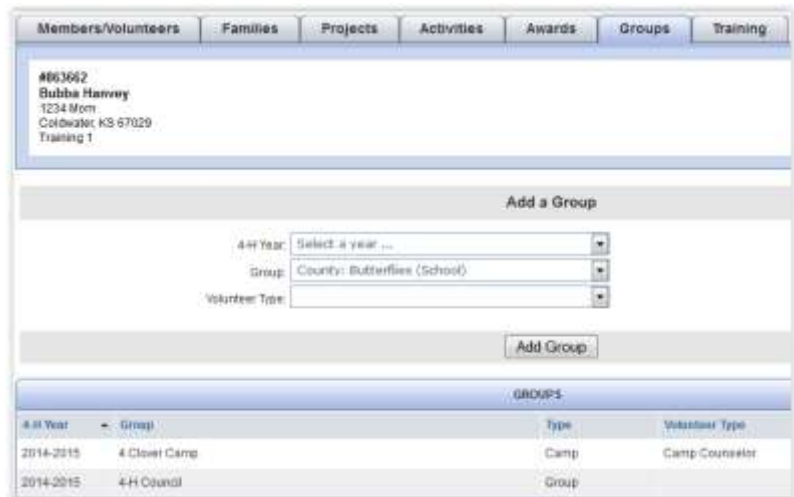 Members/Volunteers Families Projects Activities Awards Groups Training
#863662
Bubba Hanvey
1234 Mom
Coldwater, KS 67029
Training 1
Add a Group
4-H Year: Select a year ...
Group: County: Butterflies (School)
Volunteer Type:
Add Group
GROUPS
4-H Year Group Type Volunteer Type
2014-2015 4 Clover Camp Camp Camp Counselor
2014-2015 4-H Council Group